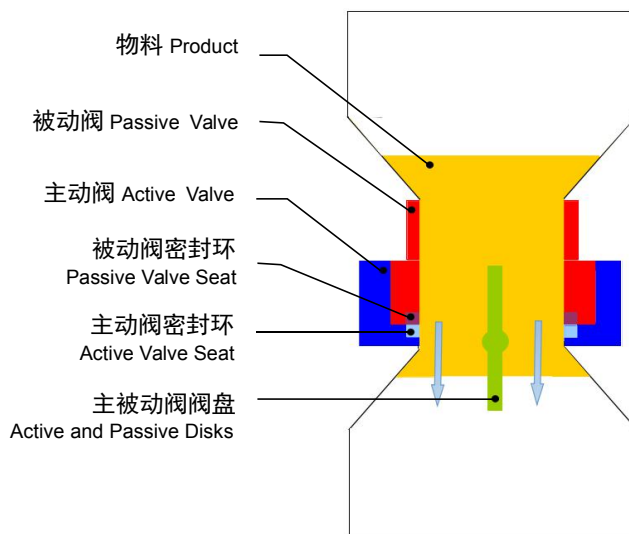 物料 Product
被动阀 Passive Valve
主动阀 Active Valve
被动阀密封环
Passive Valve Seat
主动阀密封环
Active Valve Seat
主被动阀阀盘
Active and Passive Disks